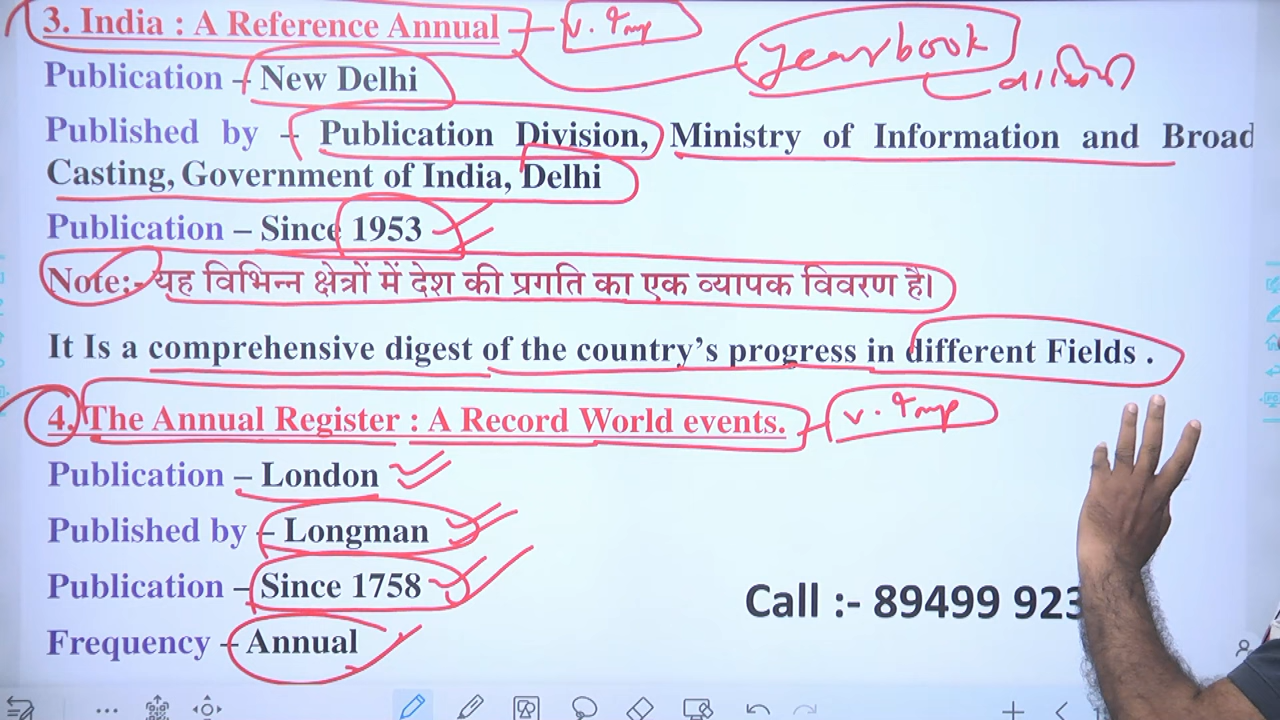 3. India : A Reference Annual – v. Imp
yearbook
वार्षिकी
Publication – New Delhi
Published by – Publication Division, Ministry of Information and Broad
Casting, Government of India, Delhi
Publication – Since 1953
Note:- यह विभिन्न क्षेत्रों में देश की प्रगति का एक व्यापक विवरण है।
It Is a comprehensive digest of the country's progress in different Fields .
4. The Annual Register : A Record World events. – v. Imp
Publication – London
Published by – Longman
Publication – Since 1758
Call :- 89499 923
Frequency – Annual